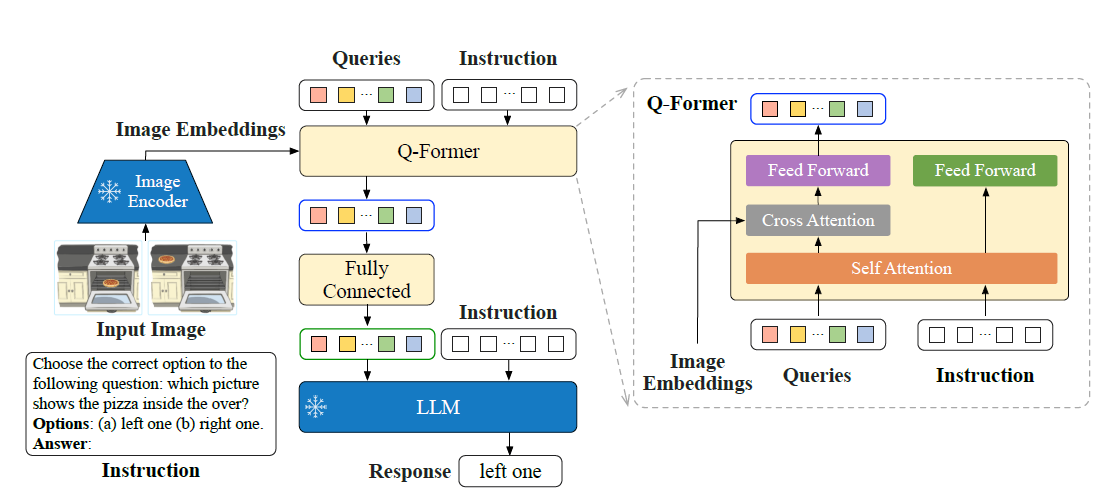 Queries
Instruction
...
...
Image Embeddings
Q-Former
Image
Encoder
...
Input Image
Fully
Connected
Instruction
...
...
LLM
Choose the correct option to the
following question: which picture
shows the pizza inside the over?
Options: (a) left one (b) right one.
Answer:
Instruction
Response
left one
Q-Former
...
Feed Forward
Feed Forward
Cross Attention
Self Attention
...
...
Image
Embeddings
Queries
Instruction